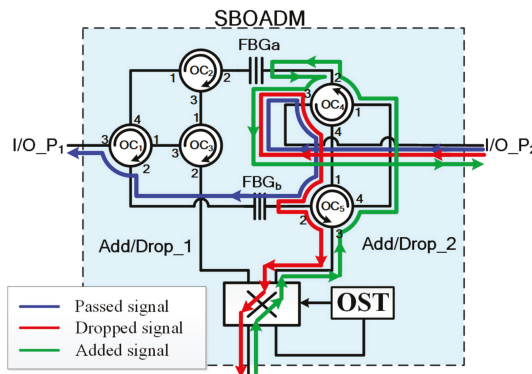 SBOADM
FBGa
1 OC2 2
3
2
3 OC4 1
4
4
I/O_P1 3 OC1 1
2
1
3 OC3
2
I/O_P2
FBGb
1
OC5 4
2 3
Add/Drop_1 Add/Drop_2
OST
Passed signal
Dropped signal
Added signal